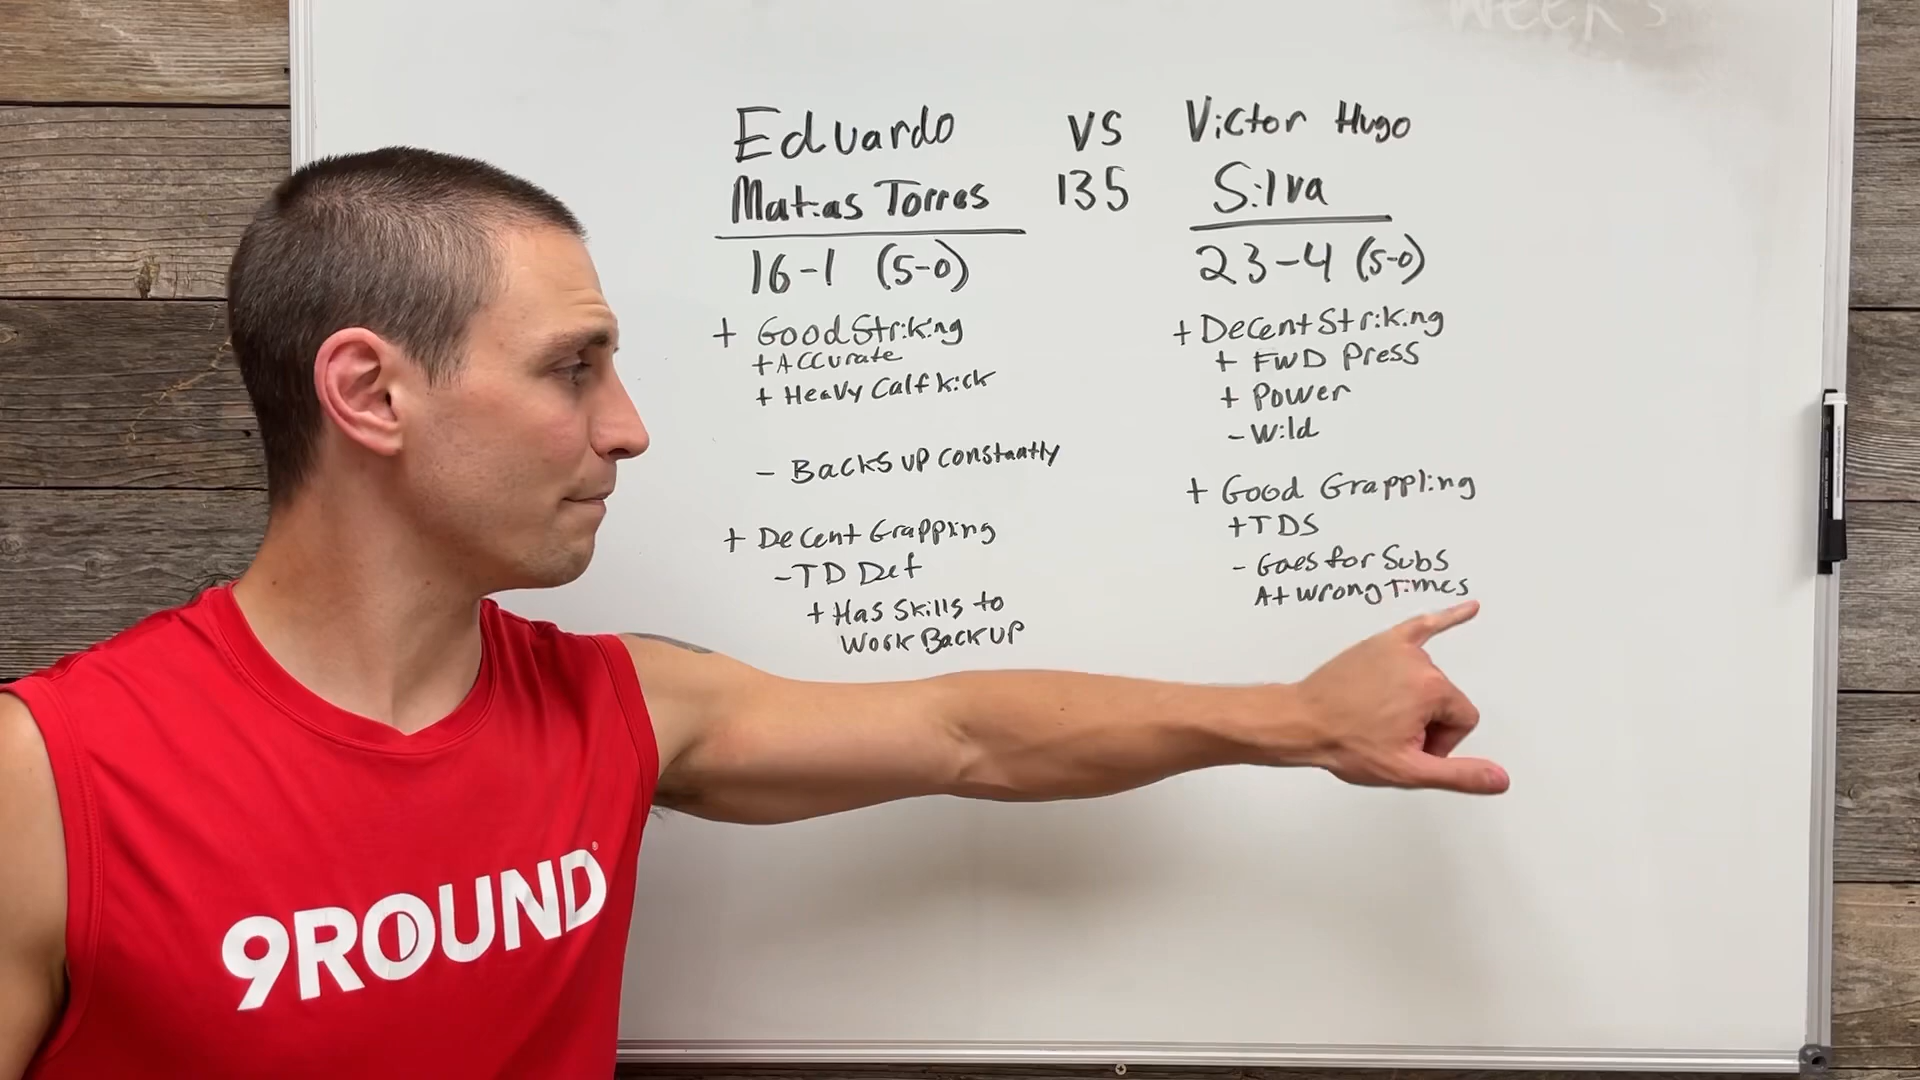 WEEKS
Eduardo
Matias Torres
16-1 (5-0)
+ Good Striking
+ Accurate
+ Heavy Calf kick
- Backs up constantly
+ Decent Grappling
- TD Def
+ Has skills to
Work Back up
VS
135
Victor Hugo
Silva
23-4 (5-0)
+ Decent Striking
+ FWD Press
+ Power
- Wild
+ Good Grappling
+ TDS
- Goes for Subs
At wrong Times
9ROUND